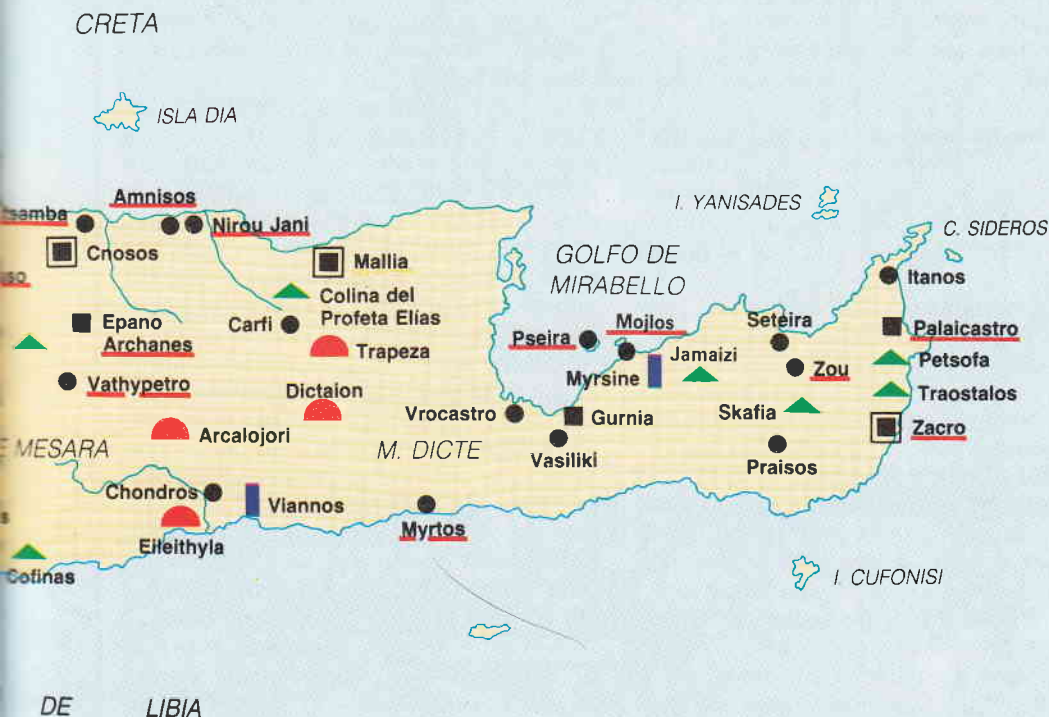 CRETA
ISLA DIA
Amnisos
I. YANISADES
C. SIDEROS
Nirou Jani
Cnosos
Mallia
GOLFO DE
MIRABELLO
Itanos
Colina del
Profeta Elías
Epano
Archanes
Carfi
Trapeza
Pseira
Mojlos
Seteira
Palaicastro
Jamaizi
Myrsine
Zou
Petsofa
Vathypetro
Dictaion
Traostalos
Vrocastro
Gurnia
Skafia
Arcalojori
Zacro
MESARA
M. DICTE
Vasiliki
Praisos
Chondros
Viannos
Myrtos
Eileithyla
Cofinas
I. CUFONISI
DE LIBIA